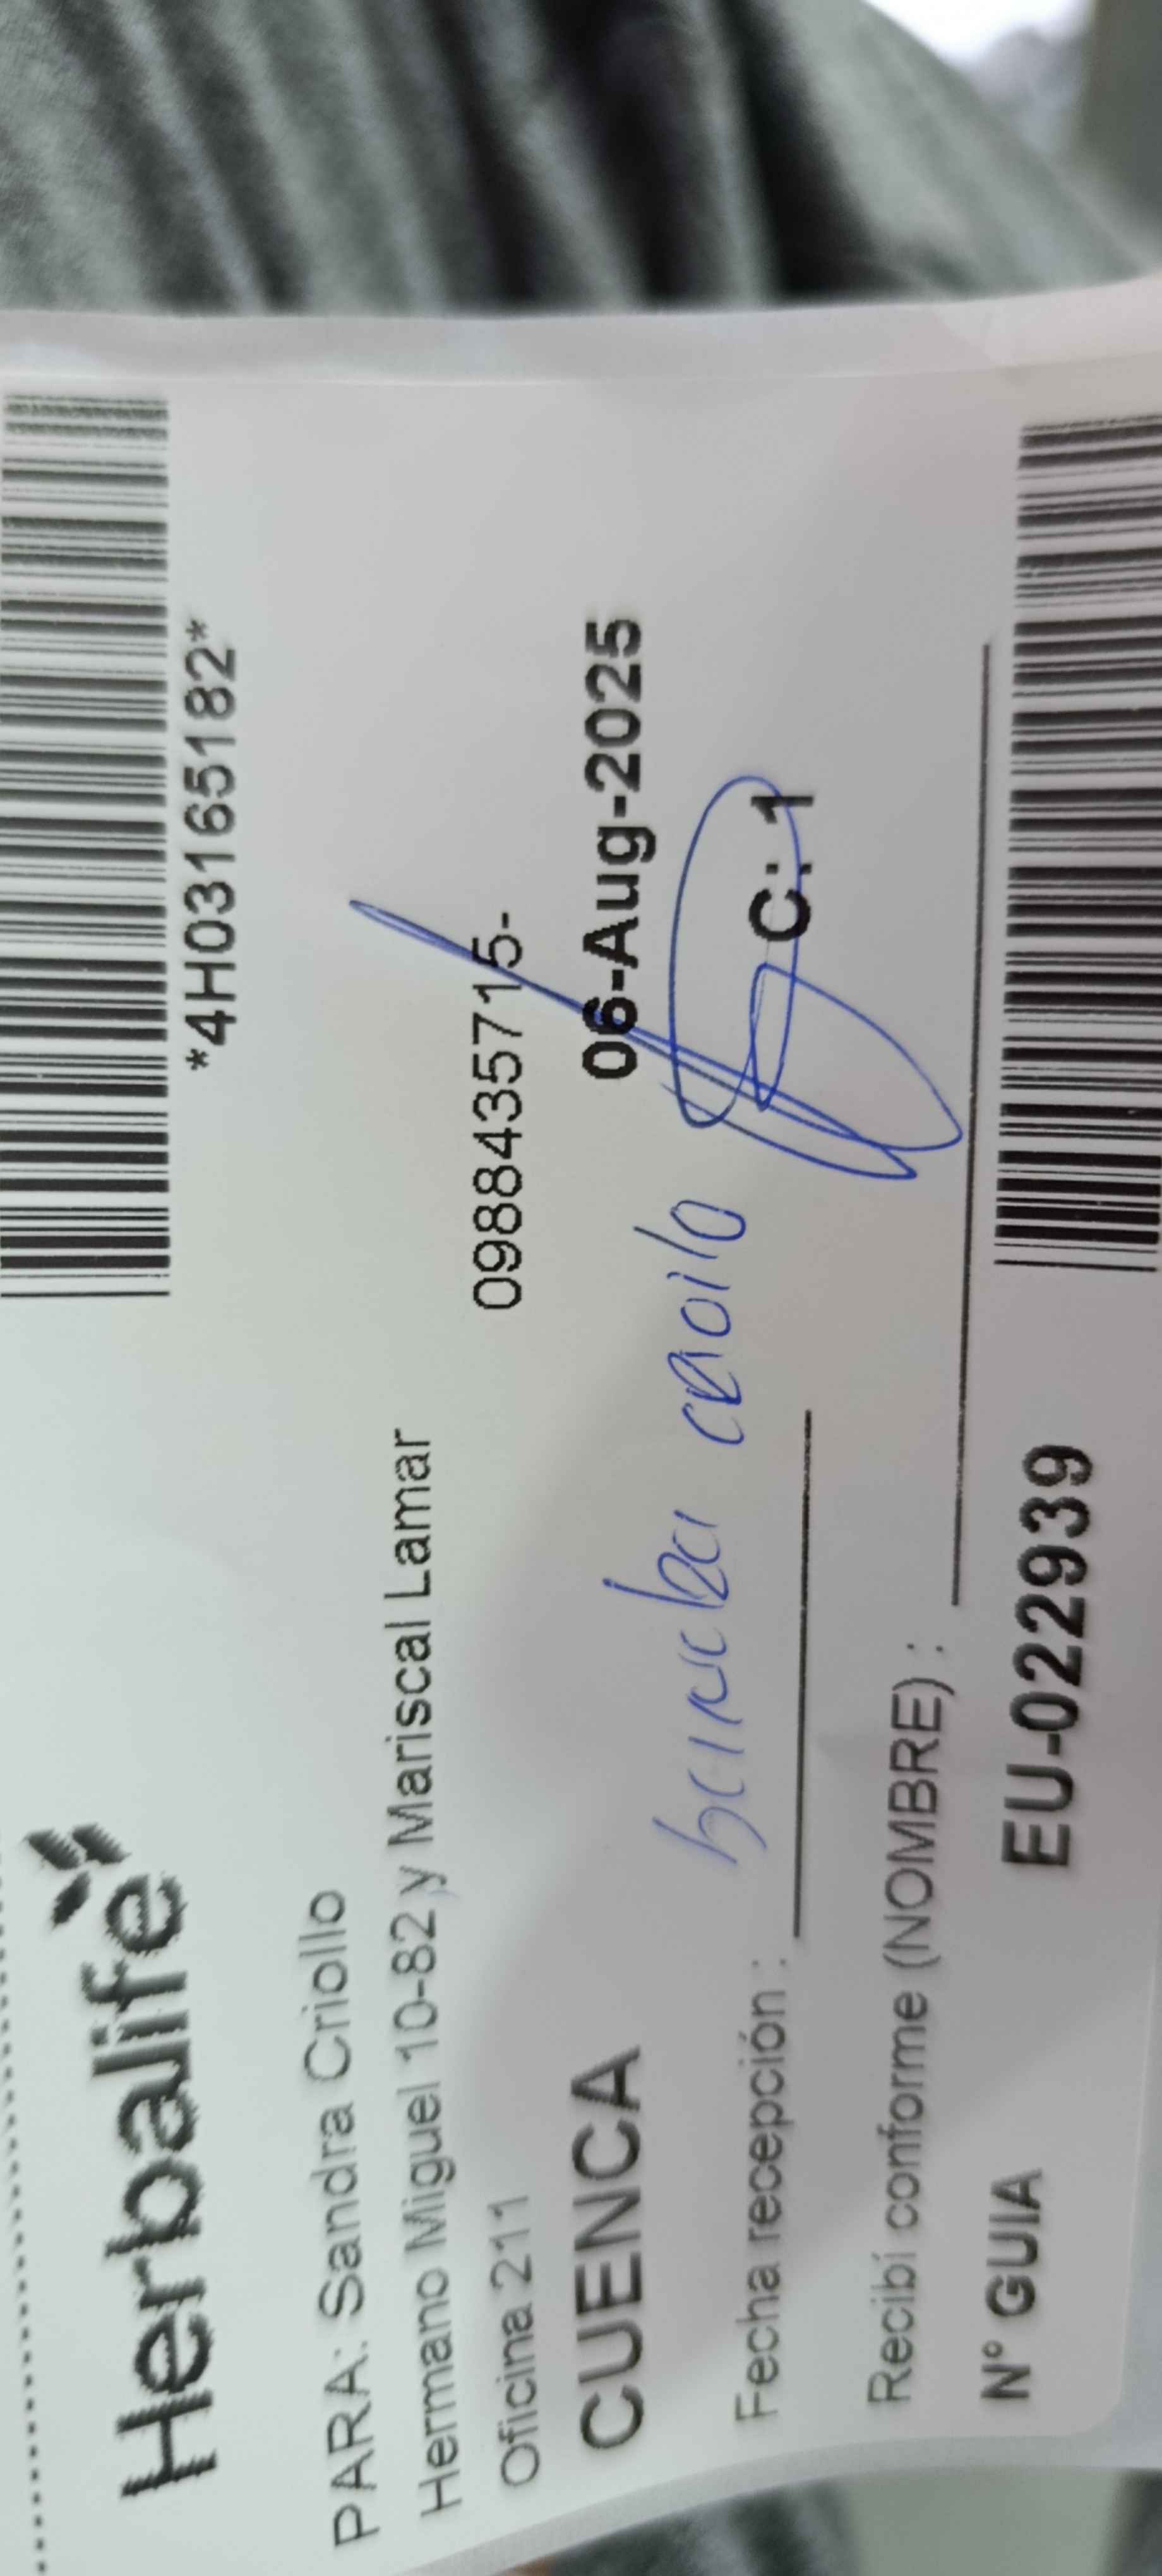 Herbalife
*4H03165182*
PARA: Sandra Criollo
Hermano Miguel 10-82 y Mariscal Lamar
Oficina 211
0988435715-
CUENCA
06-Aug-2025
Fecha recepción :
C: 1
Recibí conforme (NOMBRE) :
N° GUIA
EU-022939